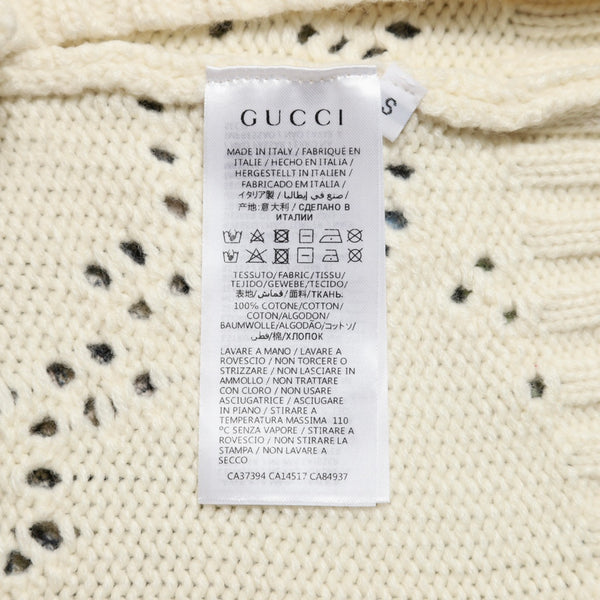 GUCCI
S
MADE IN ITALY / FABRIQUÉ EN
ITALIE / HECHO EN ITALIA /
HERGESTELLT IN ITALIEN /
FABRICADO EM ITALIA /
イタリア製 / صنع في إيطاليا /
产地:意大利 / СДЕЛАНО В
ИТАЛИИ
TESSUTO / FABRIC/ TISSU/
TEJIDO/GEWEBE/TECIDO/
表地/قماش/面料/ТКАНЬ.
100% COTONE/COTTON/
COTON/ALGODON/
BAUMWOLLE/ALGODÃO/コットン/
قطن/棉/ХЛОПОК
LAVARE A MANO / LAVARE A
ROVESCIO / NON TORCERE O
STRIZZARE / NON LASCIARE IN
AMMOLLO / NON TRATTARE
CON CLORO / NON USARE
ASCIUGATRICE / ASCIUGARE
IN PIANO / STIRARE A
TEMPERATURA MASSIMA 110
ºC SENZA VAPORE / STIRARE A
ROVESCIO / NON STIRARE LA
STAMPA / NON LAVARE A
SECCO
CA37394 CA14517 CA84937